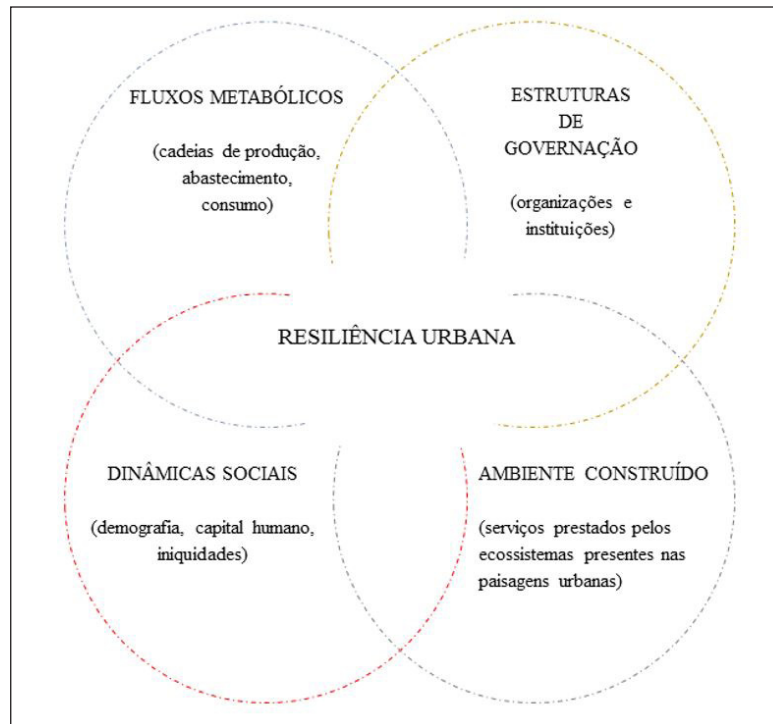 FLUXOS METABÓLICOS
(cadeias de produção,
abastecimento,
consumo)
ESTRUTURAS
DE
GOVERNAÇÃO
(organizações e
instituições)
RESILIÊNCIA URBANA
DINÂMICAS SOCIAIS
(demografia, capital humano,
iniquidades)
AMBIENTE CONSTRUÍDO
(serviços prestados pelos
ecossistemas presentes nas
paisagens urbanas)